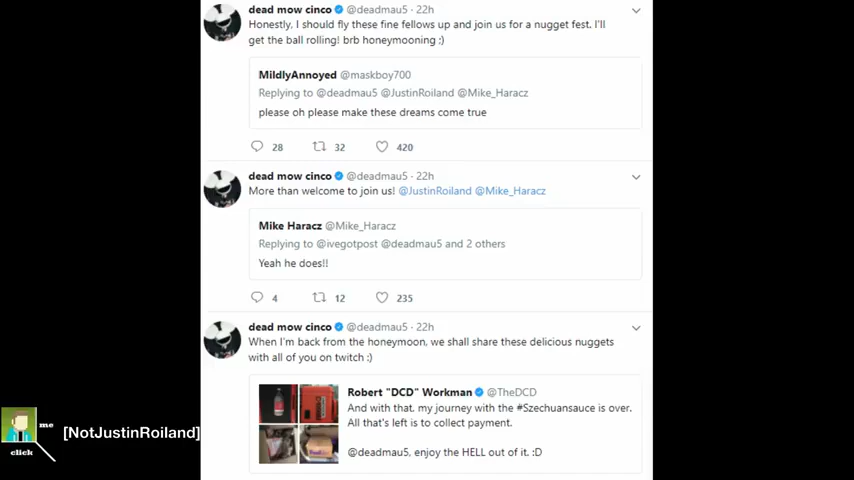 dead mow cinco @deadmau5 · 22h
Honestly, I should fly these fine fellows up and join us for a nugget fest. I'll
get the ball rolling! brb honeymooning :)
MildlyAnnoyed @maskboy700
Replying to @deadmau5 @JustinRoiland @Mike_Haracz
please oh please make these dreams come true
28 32 420
dead mow cinco @deadmau5 · 22h
More than welcome to join us! @JustinRoiland @Mike_Haracz
Mike Haracz @Mike_Haracz
Replying to @ivegotpost @deadmau5 and 2 others
Yeah he does!!
4 12 235
dead mow cinco @deadmau5 · 22h
When I'm back from the honeymoon, we shall share these delicious nuggets
with all of you on twitch :)
Robert "DCD" Workman @TheDCD
And with that, my journey with the #Szechuansauce is over.
All that's left is to collect payment.
@deadmau5, enjoy the HELL out of it. :D
me
[NotJustinRoiland]
click